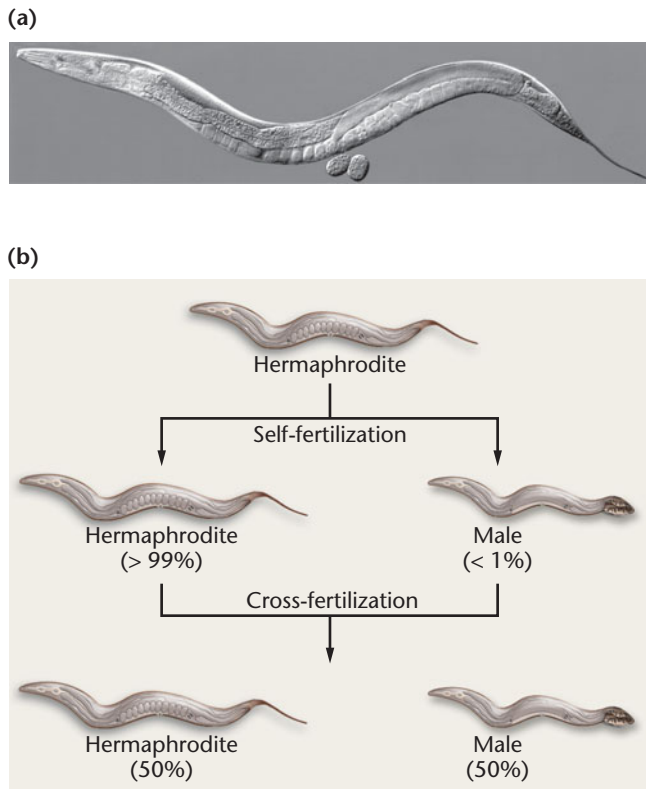 (a)
(b)
Hermaphrodite
Self-fertilization
Hermaphrodite
(> 99%)
Male
(< 1%)
Cross-fertilization
Hermaphrodite
(50%)
Male
(50%)